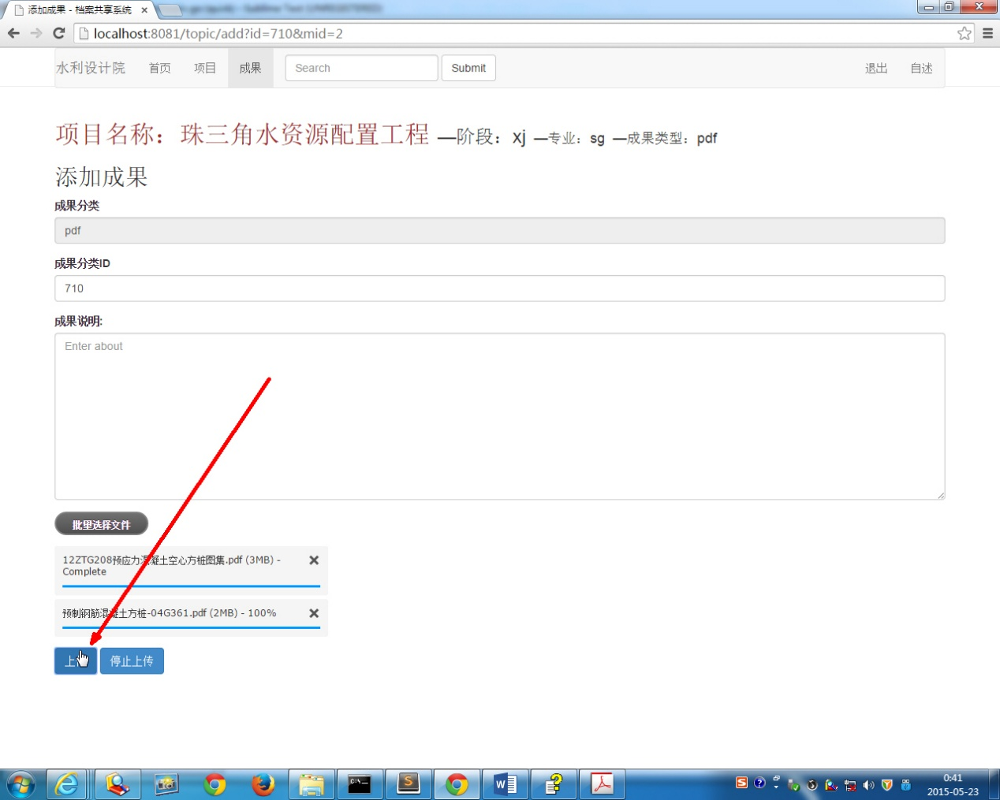 添加成果 - 档案共享系统
localhost:8081/topic/add?id=710&mid=2
水利设计院 首页 项目 成果 Search Submit 退出 自述
项目名称：珠三角水资源配置工程 —阶段：xj —专业：sg —成果类型：pdf
添加成果
成果分类
pdf
成果分类ID
710
成果说明:
Enter about
批量选择文件
12ZTG208预应力混凝土空心方桩图集.pdf (3MB) -
Complete
预制钢筋混凝土方桩-04G361.pdf (2MB) - 100%
上传 停止上传
0:41
2015-05-23